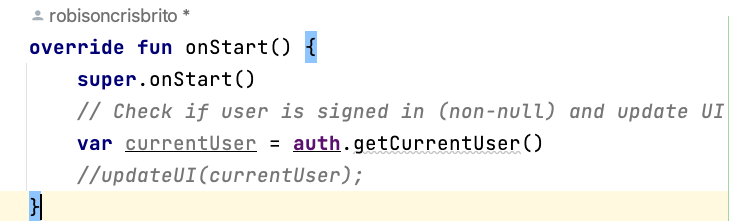 robisoncrisbrito *
override fun onStart() {
super.onStart()
// Check if user is signed in (non-null) and update UI
var currentUser = auth.getCurrentUser()
//updateUI(currentUser);
}